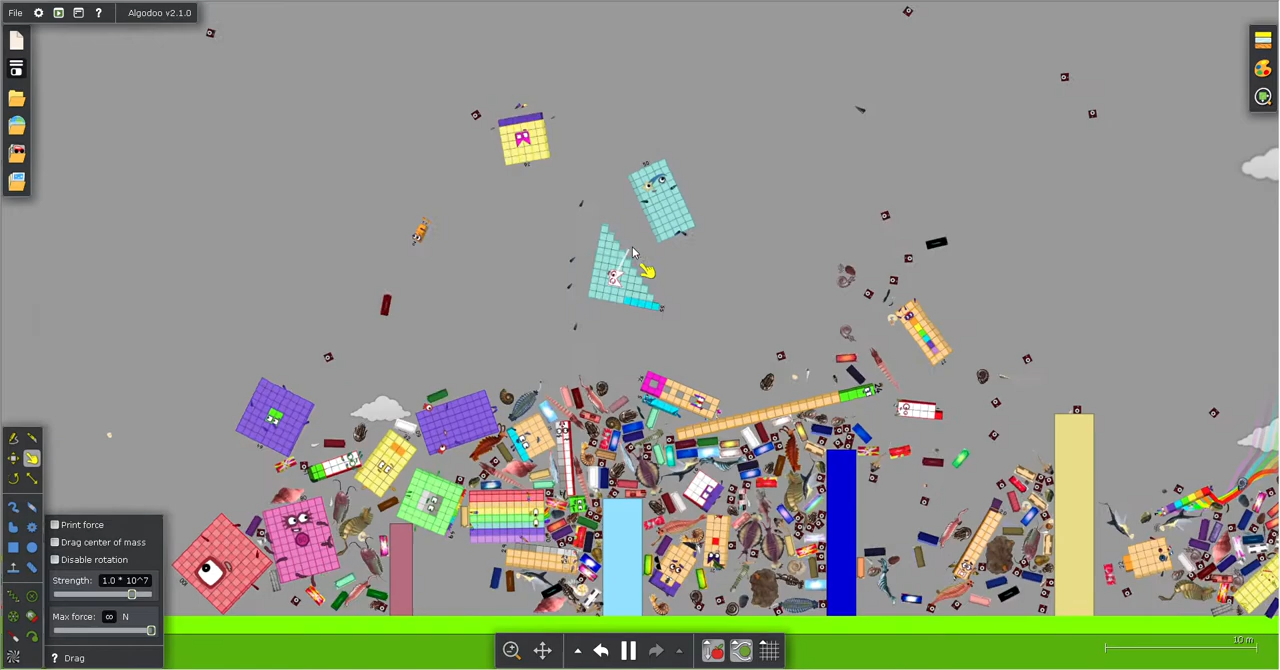 File ? Algodoo v2.1.0
50
Print force
Drag center of mass
Disable rotation
Strength: 1.0 * 10^7
Max force: ∞ N
? Drag
10 m